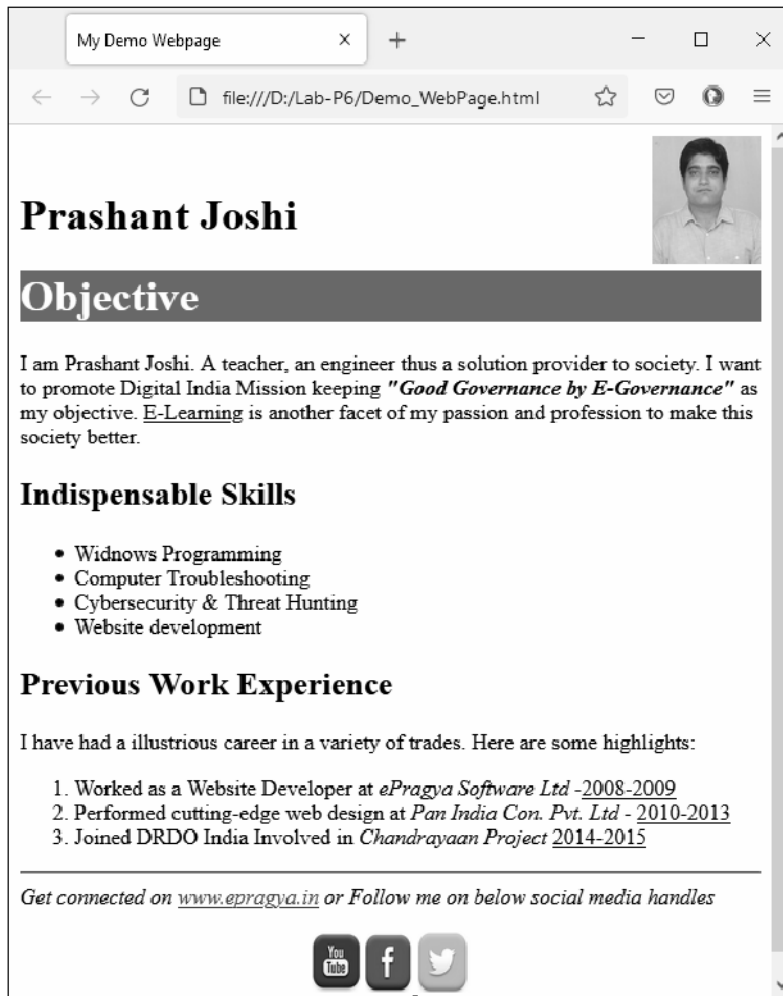 My Demo Webpage
file:///D:/Lab-P6/Demo_WebPage.html
Prashant Joshi
Objective
I am Prashant Joshi. A teacher, an engineer thus a solution provider to society. I want
to promote Digital India Mission keeping "Good Governance by E-Governance" as
my objective. E-Learning is another facet of my passion and profession to make this
society better.
Indispensable Skills
• Widnows Programming
• Computer Troubleshooting
• Cybersecurity & Threat Hunting
• Website development
Previous Work Experience
I have had a illustrious career in a variety of trades. Here are some highlights:
1. Worked as a Website Developer at ePragya Software Ltd -2008-2009
2. Performed cutting-edge web design at Pan India Con. Pvt. Ltd - 2010-2013
3. Joined DRDO India Involved in Chandrayaan Project 2014-2015
Get connected on www.epragya.in or Follow me on below social media handles
You
Tube
f